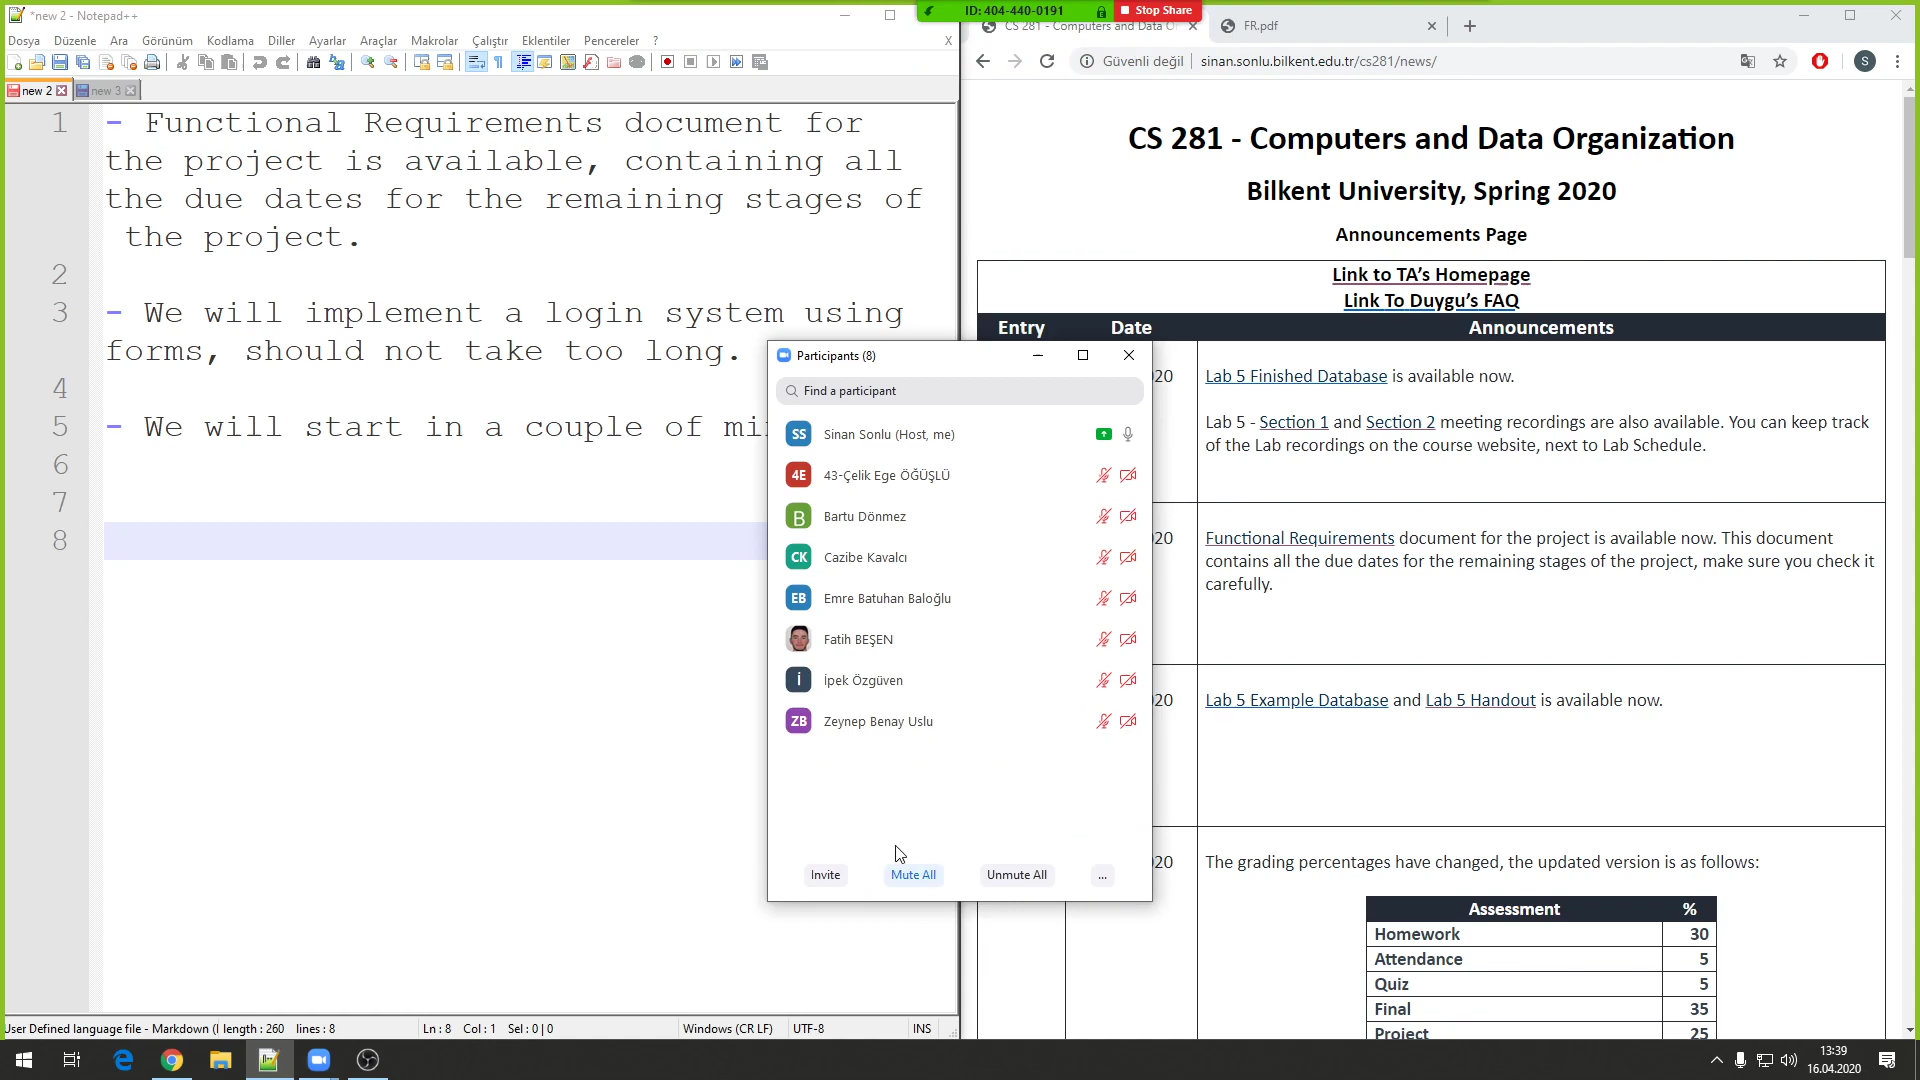 *new 2 - Notepad++
Dosya Düzenle Ara Görünüm Kodlama Diller Ayarlar Araçlar Makrolar Çalıştır Eklentiler Pencereler ? X
new 2
new 3
1 - Functional Requirements document for
the project is available, containing all
the due dates for the remaining stages of
the project.
2
3 - We will implement a login system using
forms, should not take too long.
4
5 - We will start in a couple of
6
7
8
User Defined language file - Markdown ( length : 260 lines : 8 Ln : 8 Col : 1 Sel : 0 | 0 Windows (CR LF) UTF-8 INS
ID: 404-440-0191 Stop Share
CS 281 - Computers and Data
FR.pdf
Güvenli değil sinan.sonlu.bilkent.edu.tr/cs281/news/
S
CS 281 - Computers and Data Organization
Bilkent University, Spring 2020
Announcements Page
Link to TA's Homepage
Link To Duygu's FAQ
Entry Date Announcements
20 Lab 5 Finished Database is available now.
Lab 5 - Section 1 and Section 2 meeting recordings are also available. You can keep track
of the Lab recordings on the course website, next to Lab Schedule.
20 Functional Requirements document for the project is available now. This document
contains all the due dates for the remaining stages of the project, make sure you check it
carefully.
20 Lab 5 Example Database and Lab 5 Handout is available now.
20 The grading percentages have changed, the updated version is as follows:
Assessment %
Homework 30
Attendance 5
Quiz 5
Final 35
Project 25
Participants (8)
Find a participant
SS Sinan Sonlu (Host, me)
4E 43-Çelik Ege ÖĞÜŞLÜ
B Bartu Dönmez
CK Cazibe Kavalcı
EB Emre Batuhan Baloğlu
Fatih BEŞEN
İ İpek Özgüven
ZB Zeynep Benay Uslu
Invite Mute All Unmute All ...
13:39
16.04.2020